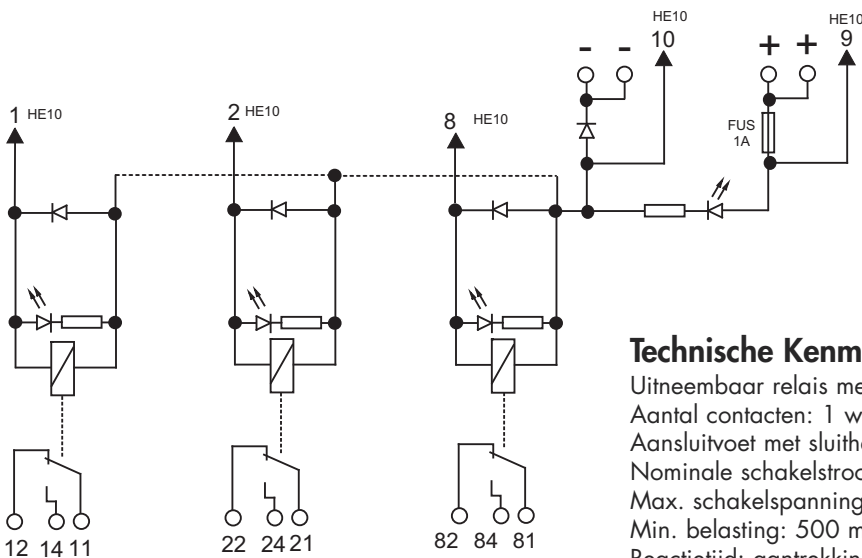 HE10
10
HE10
9
- -
+ +
1 HE10
2 HE10
8 HE10
FUS
1A
Technische Kenm
Uitneembaar relais me
Aantal contacten: 1 w
Aansluitvoet met sluith
Nominale schakelstroo
Max. schakelspanning
Min. belasting: 500 m
12 14 11
22 24 21
82 84 81